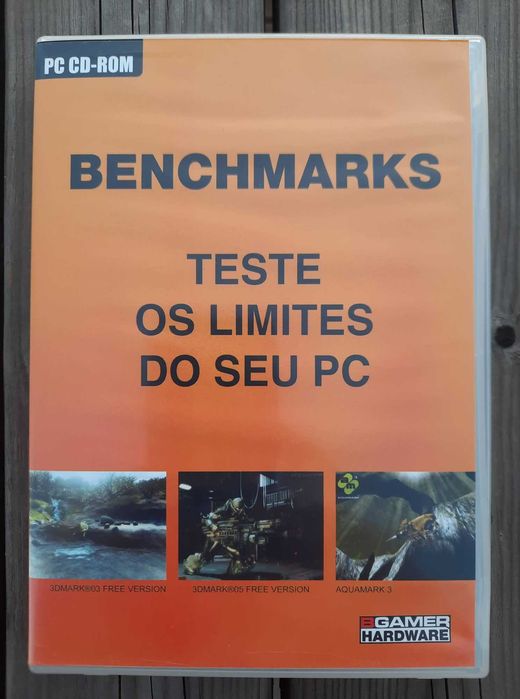 PC CD-ROM
BENCHMARKS
TESTE
OS LIMITES
DO SEU PC
3DMARK®03 FREE VERSION
3DMARK®05 FREE VERSION
AQUAMARK 3
BGAMER
HARDWARE